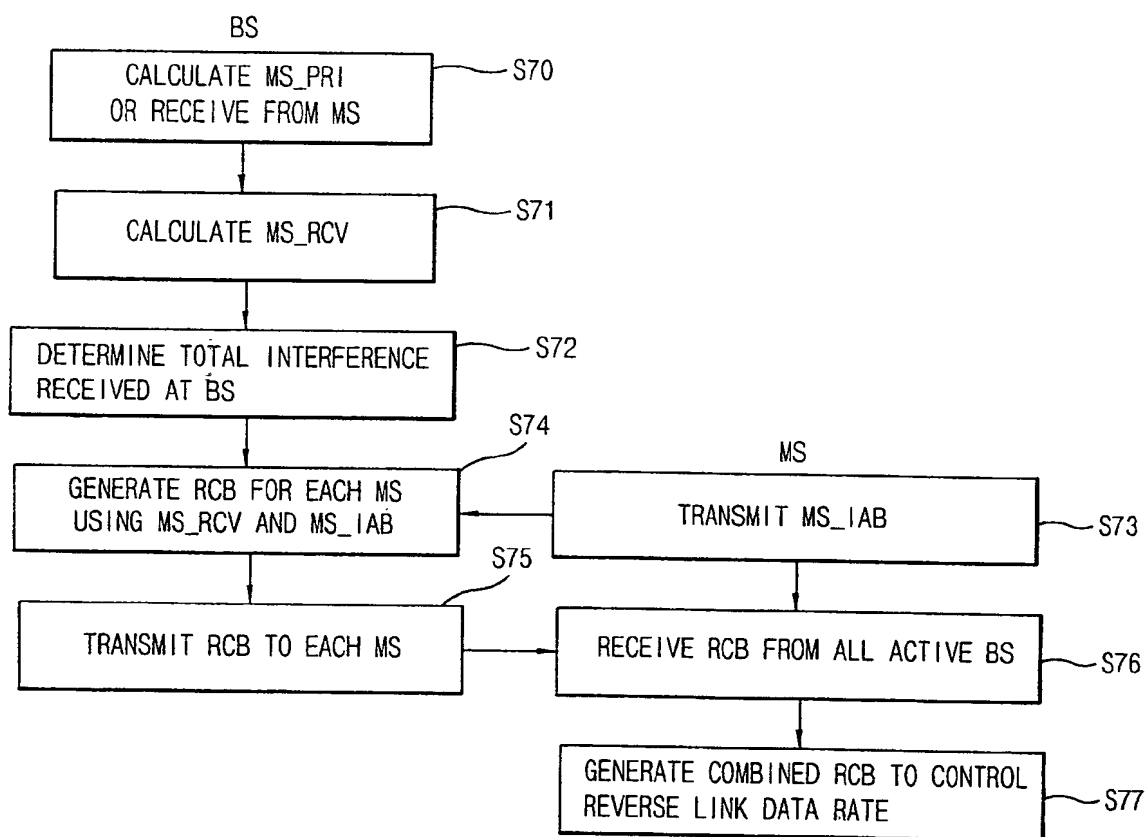 BS
CALCULATE MS_PRI
OR RECEIVE FROM MS
S70
CALCULATE MS_RCV
S71
DETERMINE TOTAL INTERFERENCE
RECEIVED AT BS
S72
S74
GENERATE RCB FOR EACH MS
USING MS_RCV AND MS_IAB
MS
TRANSMIT MS_IAB
S73
S75
TRANSMIT RCB TO EACH MS
RECEIVE RCB FROM ALL ACTIVE BS
S76
GENERATE COMBINED RCB TO CONTROL
REVERSE LINK DATA RATE
S77